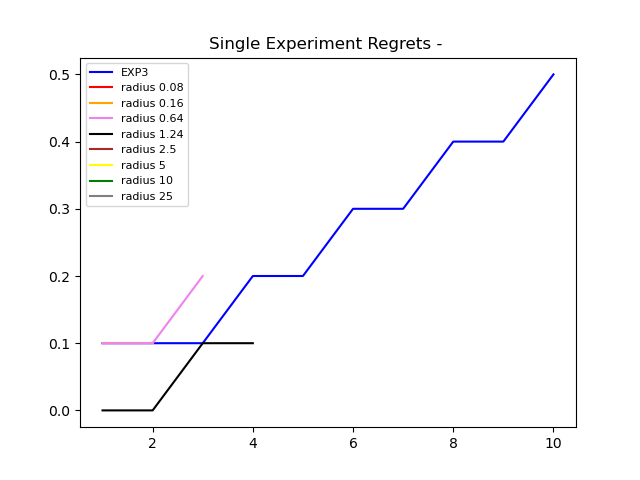 Single Experiment Regrets -
EXP3
radius 0.08
radius 0.16
radius 0.64
radius 1.24
radius 2.5
radius 5
radius 10
radius 25
0.5
0.4
0.3
0.2
0.1
0.0
2 4 6 8 10